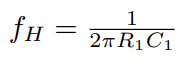 f_H = \frac{1}{2\pi R_1 C_1}